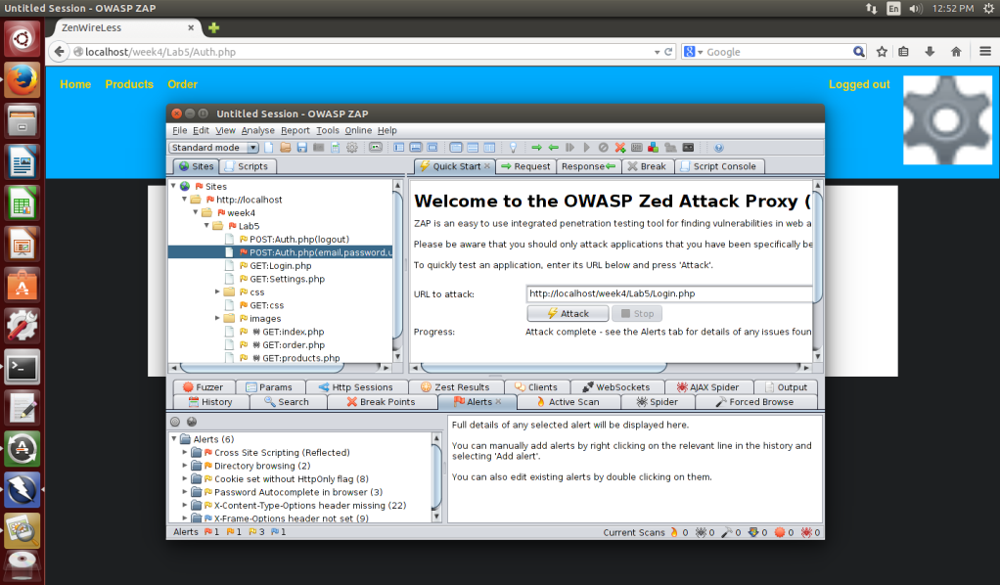 Untitled Session - OWASP ZAP
En
12:52 PM
ZenWireLess
localhost/week4/Lab5/Auth.php
Google
Home Products Order
Logged out
Untitled Session - OWASP ZAP
File Edit View Analyse Report Tools Online Help
Standard mode
Sites Scripts
Quick Start Request Response Break Script Console
Sites
http://localhost
week4
Lab5
POST:Auth.php(logout)
POST:Auth.php(email,password,u
GET:Login.php
GET:Settings.php
css
GET:css
images
GET:index.php
GET:order.php
GET:products.php
Welcome to the OWASP Zed Attack Proxy (
ZAP is an easy to use integrated penetration testing tool for finding vulnerabilities in web a
Please be aware that you should only attack applications that you have been specifically be
To quickly test an application, enter its URL below and press 'Attack'.
URL to attack:
http://localhost/week4/Lab5/Login.php
Attack
Stop
Progress:
Attack complete - see the Alerts tab for details of any issues foun
Fuzzer Params Http Sessions Zest Results Clients WebSockets AJAX Spider Output
History Search Break Points Alerts Active Scan Spider Forced Browse
Alerts (6)
Cross Site Scripting (Reflected)
Directory browsing (2)
Cookie set without HttpOnly flag (8)
Password Autocomplete in browser (3)
X-Content-Type-Options header missing (22)
X-Frame-Options header not set (9)
Full details of any selected alert will be displayed here.
You can manually add alerts by right clicking on the relevant line in the history and
selecting 'Add alert'.
You can also edit existing alerts by double clicking on them.
Alerts 1 1 3 1
Current Scans 0 0 0 0 0 0